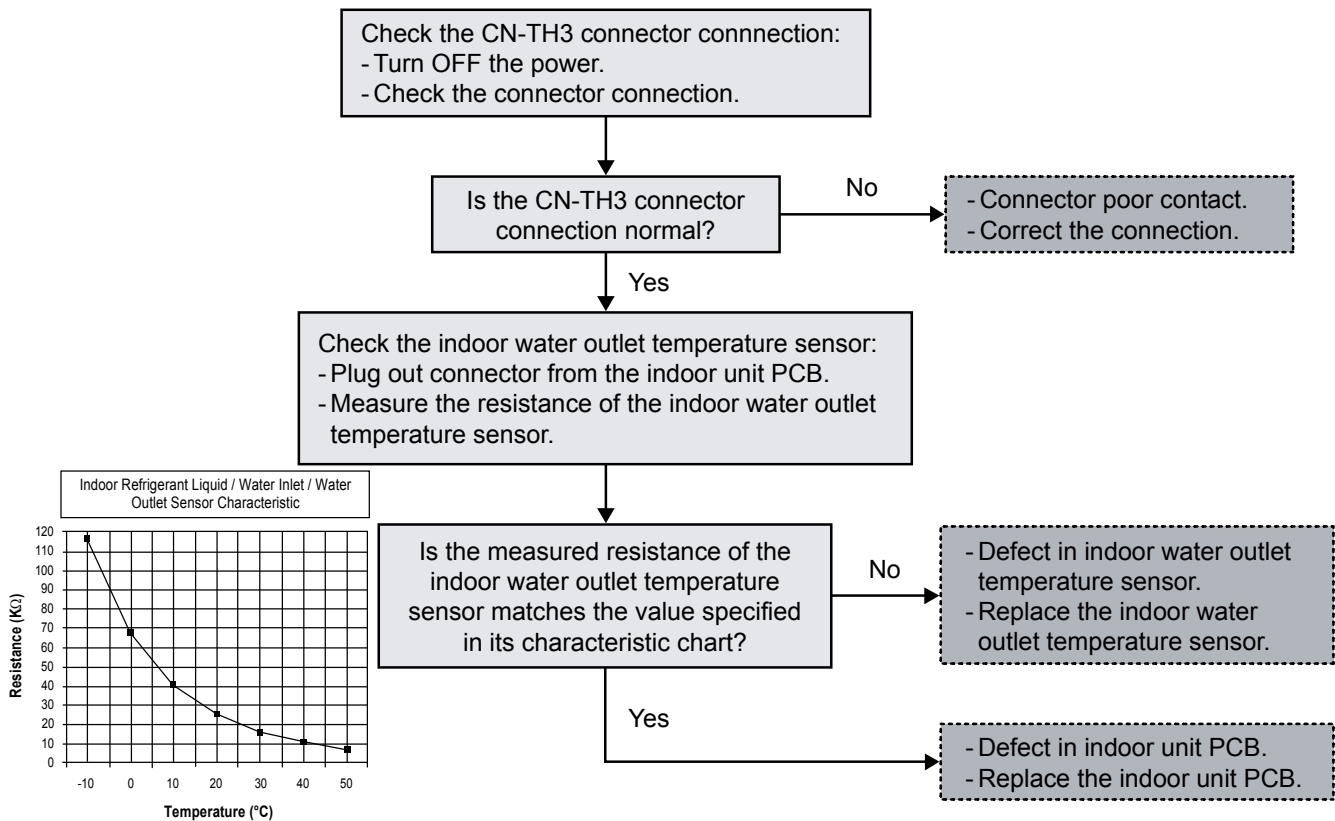 Check the CN-TH3 connector connnection:
- Turn OFF the power.
- Check the connector connection.
Is the CN-TH3 connector
connection normal?
No
- Connector poor contact.
- Correct the connection.
Yes
Check the indoor water outlet temperature sensor:
- Plug out connector from the indoor unit PCB.
- Measure the resistance of the indoor water outlet
temperature sensor.
Indoor Refrigerant Liquid / Water Inlet / Water
Outlet Sensor Characteristic
120
110
100
90
80
70
60
50
40
30
20
10
0
Resistance (KΩ)
-10 0 10 20 30 40 50
Temperature (°C)
Is the measured resistance of the
indoor water outlet temperature
sensor matches the value specified
in its characteristic chart?
No
- Defect in indoor water outlet
temperature sensor.
- Replace the indoor water
outlet temperature sensor.
Yes
- Defect in indoor unit PCB.
- Replace the indoor unit PCB.